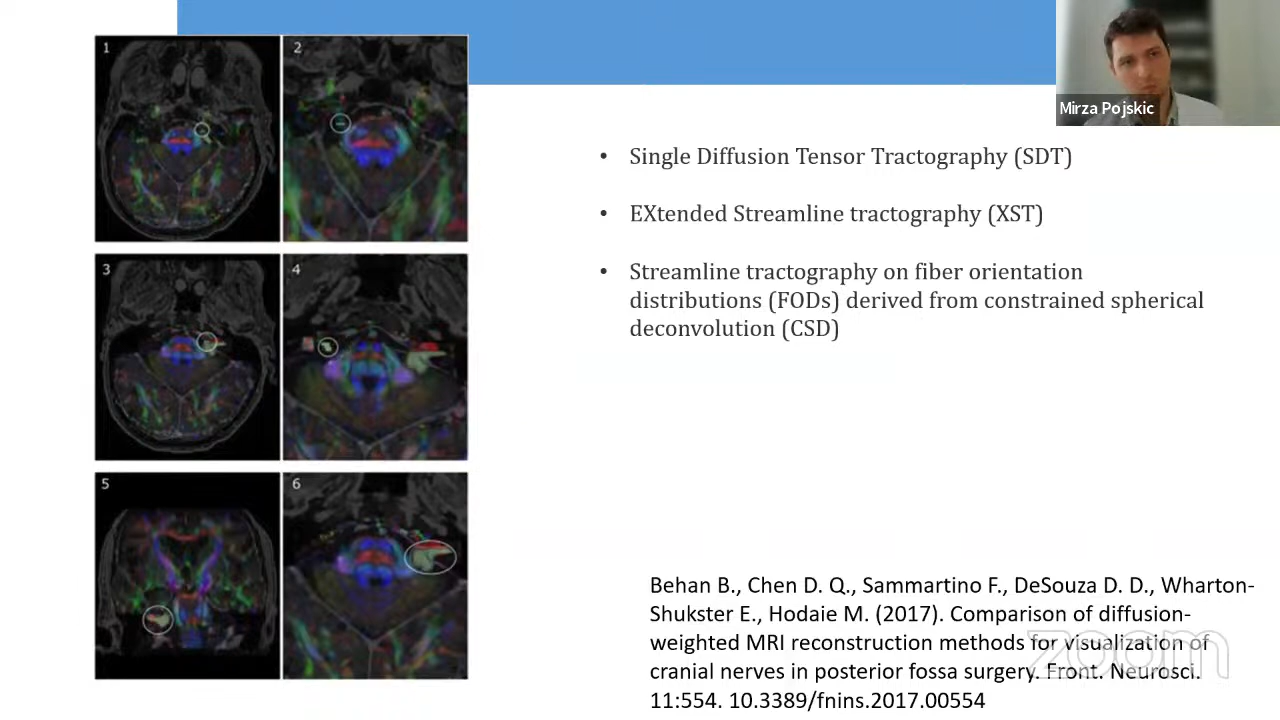 1
2
3
4
5
6
Mirza Pojskic
• Single Diffusion Tensor Tractography (SDT)
• EXtended Streamline tractography (XST)
• Streamline tractography on fiber orientation
distributions (FODs) derived from constrained spherical
deconvolution (CSD)
Behan B., Chen D. Q., Sammartino F., DeSouza D. D., Wharton-
Shukster E., Hodaie M. (2017). Comparison of diffusion-
weighted MRI reconstruction methods for visualization of
cranial nerves in posterior fossa surgery. Front. Neurosci.
11:554. 10.3389/fnins.2017.00554
zoom